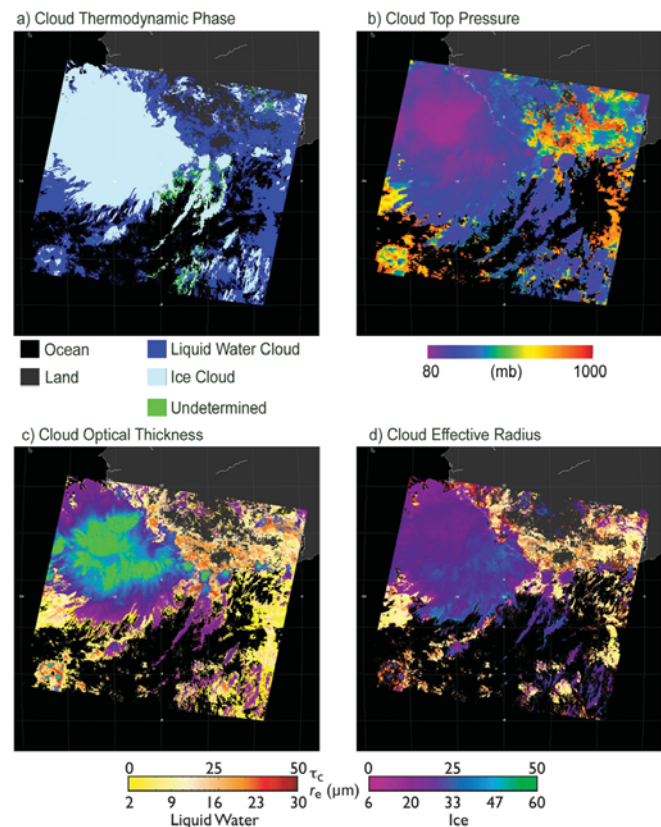 a) Cloud Thermodynamic Phase
b) Cloud Top Pressure
Ocean
Liquid Water Cloud
Land
Ice Cloud
Undetermined
80 (mb) 1000
c) Cloud Optical Thickness
d) Cloud Effective Radius
0 25 50 τc 0 25 50
2 9 16 23 30 re (μm) 6 20 33 47 60
Liquid Water
Ice